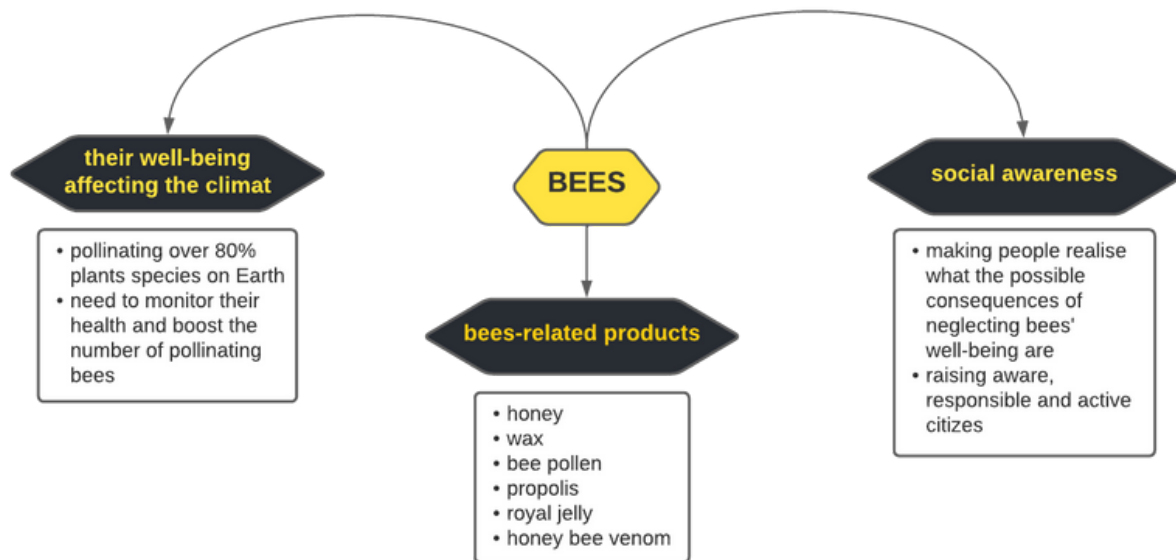 BEES
their well-being
affecting the climat
• pollinating over 80%
plants species on Earth
• need to monitor their
health and boost the
number of pollinating
bees
bees-related products
• honey
• wax
• bee pollen
• propolis
• royal jelly
• honey bee venom
social awareness
• making people realise
what the possible
consequences of
neglecting bees'
well-being are
• raising aware,
responsible and active
citizes